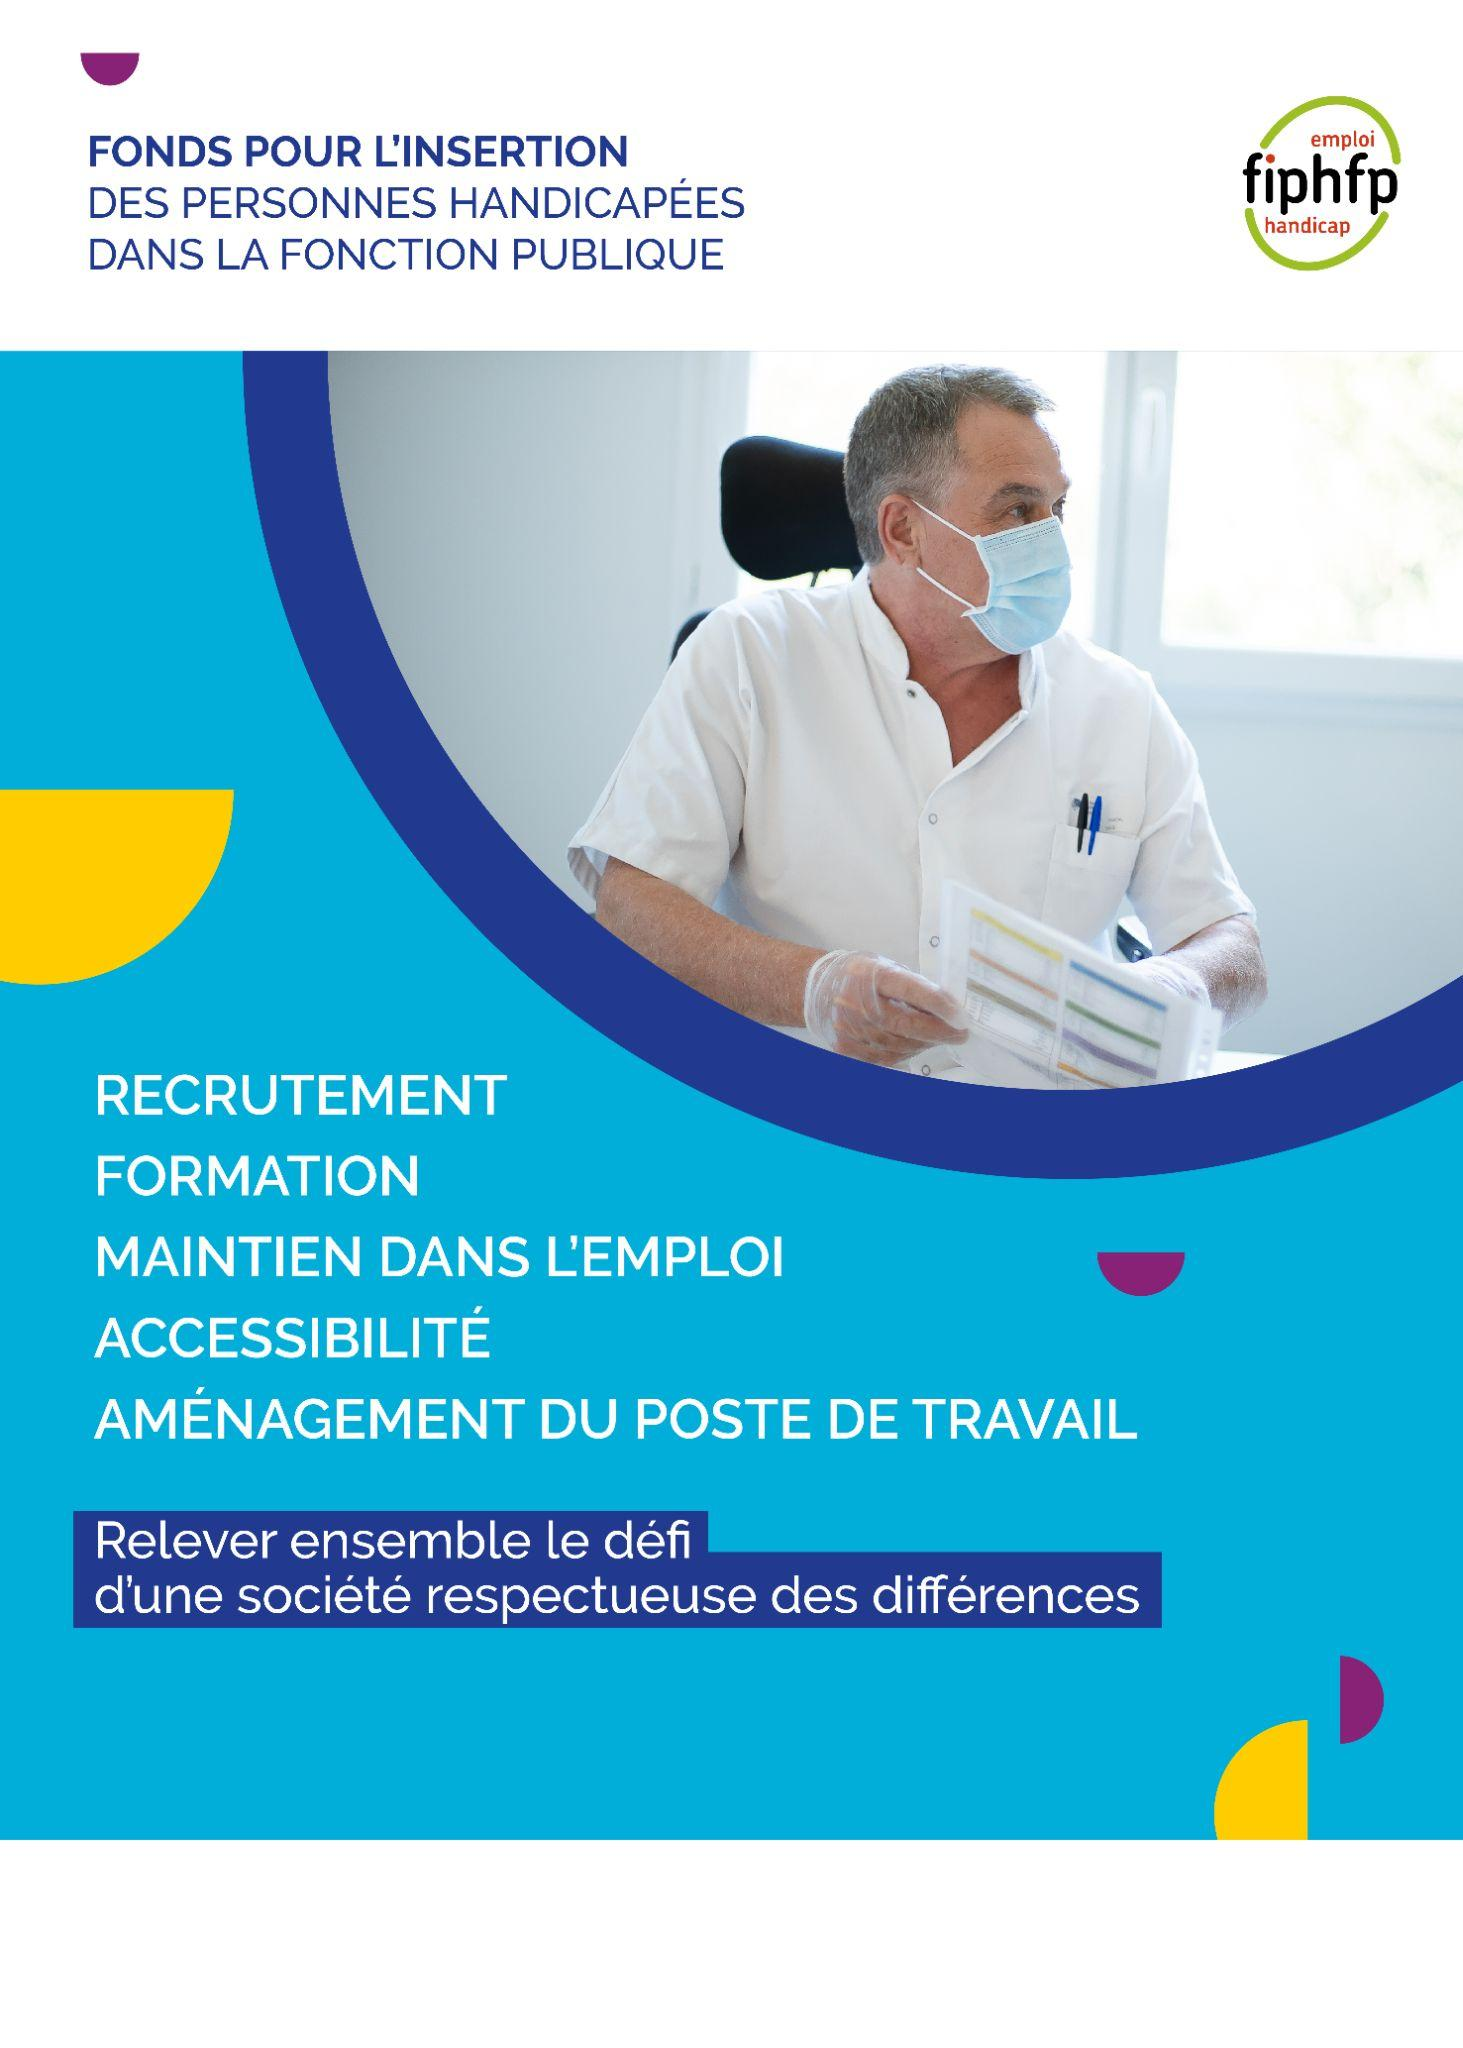 FONDS POUR L’INSERTION
DES PERSONNES HANDICAPÉES
DANS LA FONCTION PUBLIQUE
emploi
fiphfp
handicap
RECRUTEMENT
FORMATION
MAINTIEN DANS L’EMPLOI
ACCESSIBILITÉ
AMÉNAGEMENT DU POSTE DE TRAVAIL
Relever ensemble le défi
d’une société respectueuse des différences